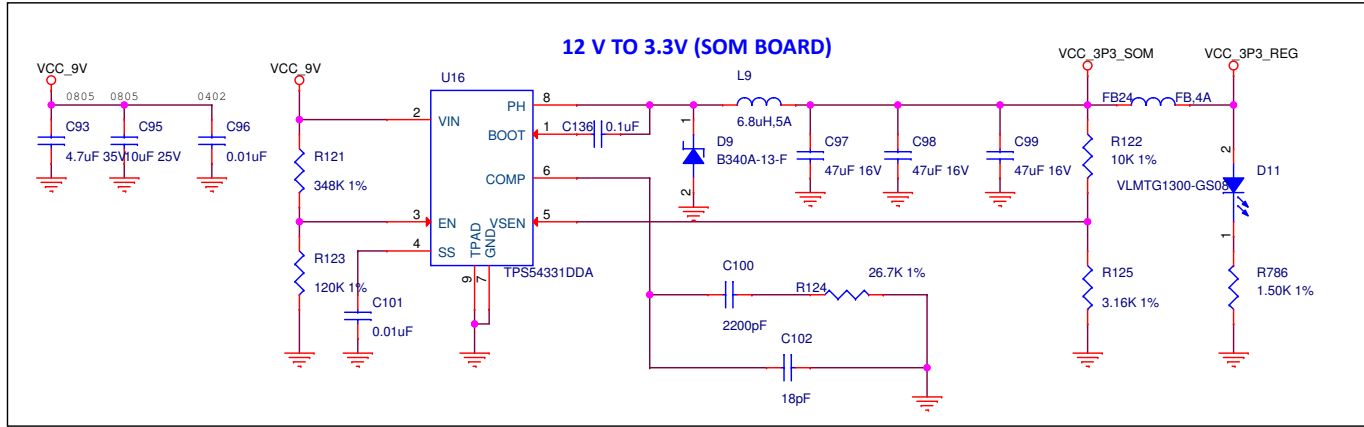 12 V TO 3.3V (SOM BOARD)
VCC_9V
VCC_9V
VCC_3P3_SOM
VCC_3P3_REG
U16
L9
0805
0805
0402
8
PH
FB24
FB,4A
2
VIN
BOOT
1
C136
0.1uF
6.8uH,5A
C93
C95
C96
4.7uF 35V
10uF 25V
0.01uF
1
D9
B340A-13-F
2
C97
C98
C99
47uF 16V
47uF 16V
47uF 16V
R122
10K 1%
R121
348K 1%
COMP
6
2
D11
VLMTG1300-GS08
1
3
EN
VSEN
5
4
SS
TPAD
GND
9
7
TPS54331DDA
R123
120K 1%
C101
0.01uF
C100
2200pF
R124
26.7K 1%
R125
3.16K 1%
R786
1.50K 1%
C102
18pF